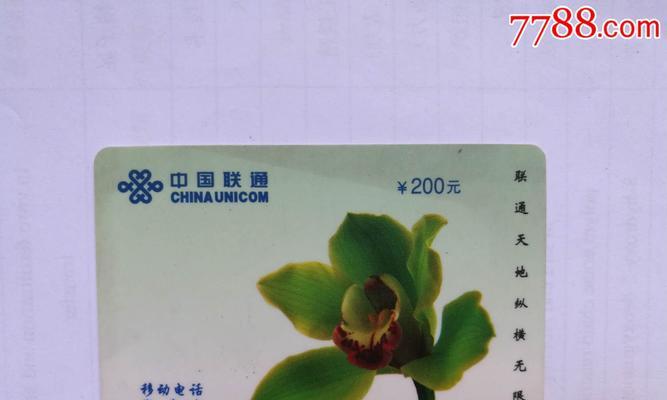 7788.com
中国联通
CHINA UNICOM
¥200元
联通天地纵横无限
移动电话